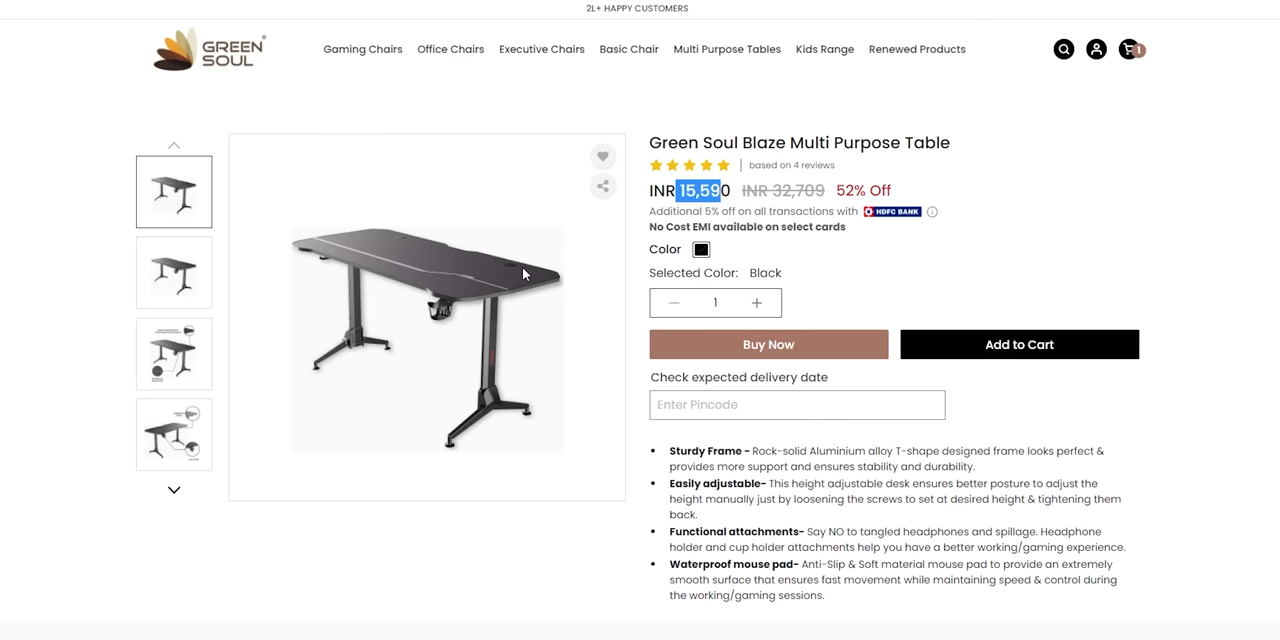 2L+ HAPPY CUSTOMERS
GREEN SOUL
Gaming Chairs Office Chairs Executive Chairs Basic Chair Multi Purpose Tables Kids Range Renewed Products
1
Green Soul Blaze Multi Purpose Table
based on 4 reviews
INR 15,590 INR 32,709 52% Off
Additional 5% off on all transactions with HDFC BANK
No Cost EMI available on select cards
Color
Selected Color: Black
1
Buy Now Add to Cart
Check expected delivery date
Enter Pincode
Sturdy Frame - Rock-solid Aluminium alloy T-shape designed frame looks perfect &
provides more support and ensures stability and durability.
Easily adjustable- This height adjustable desk ensures better posture to adjust the
height manually just by loosening the screws to set at desired height & tightening them
back.
Functional attachments- Say NO to tangled headphones and spillage. Headphone
holder and cup holder attachments help you have a better working/gaming experience.
Waterproof mouse pad- Anti-Slip & Soft material mouse pad to provide an extremely
smooth surface that ensures fast movement while maintaining speed & control during
the working/gaming sessions.